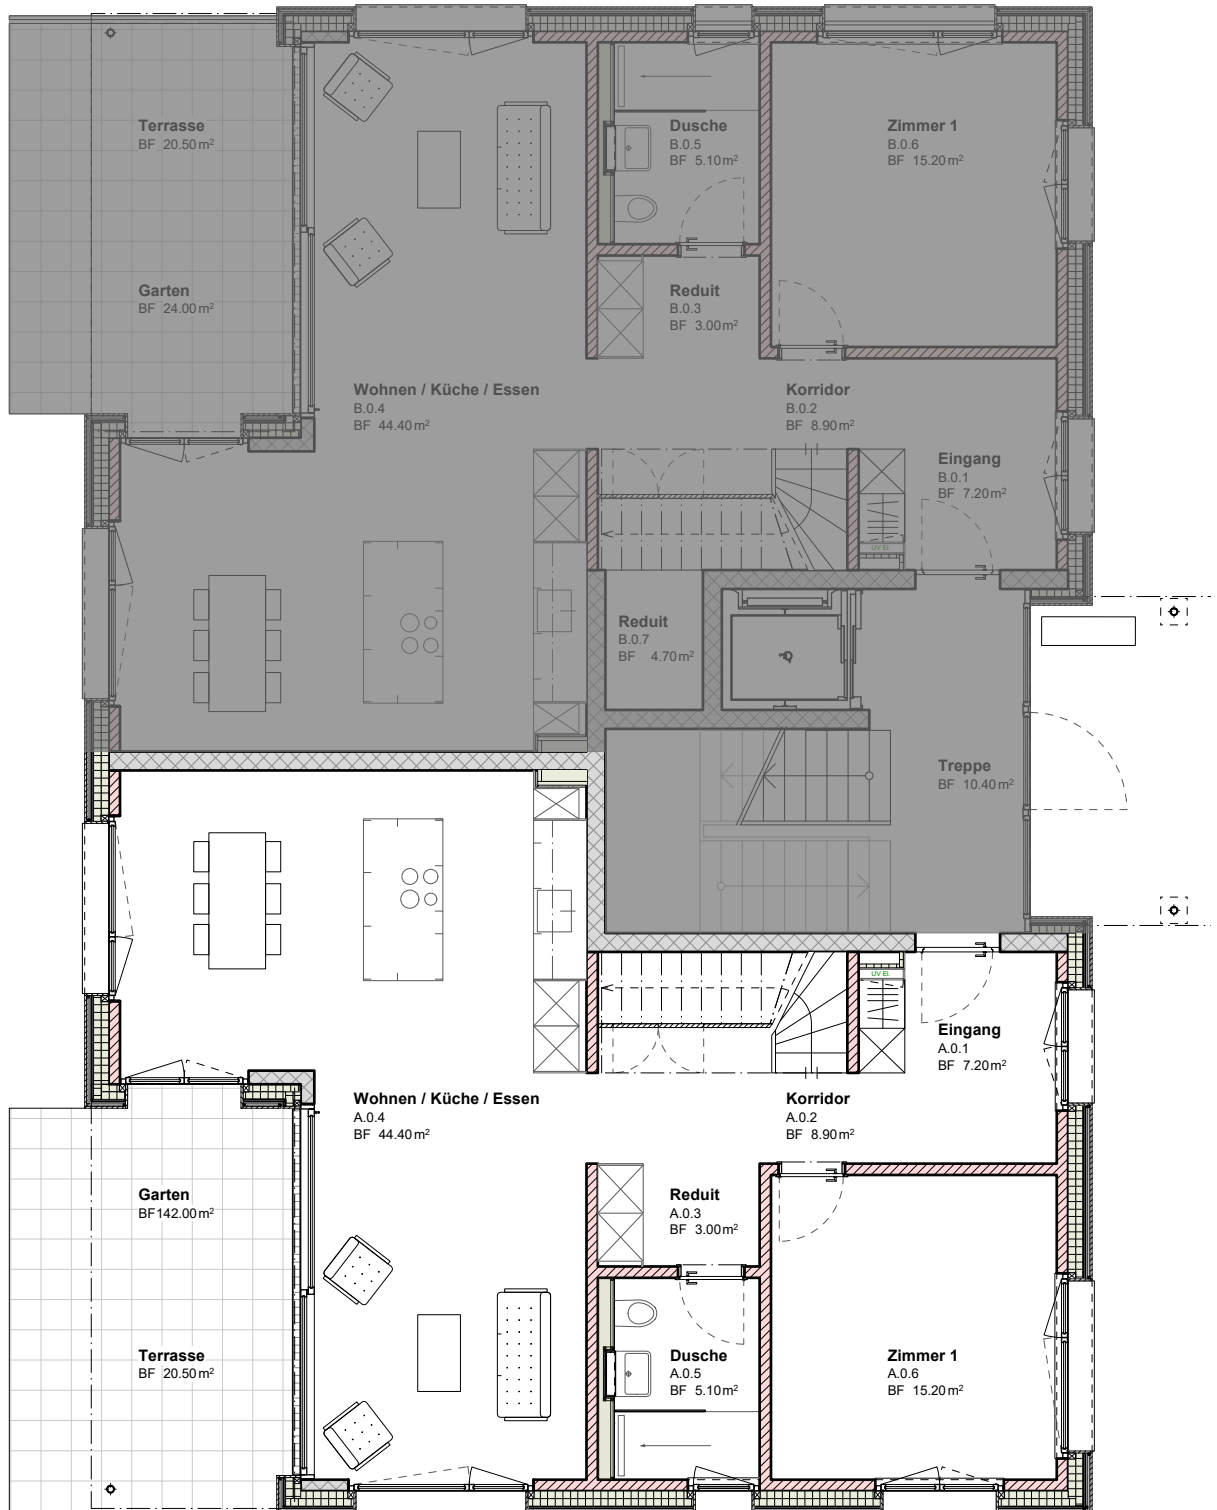 Terrasse
BF 20.50 m²
Dusche
B.0.5
BF 5.10 m²
Zimmer 1
B.0.6
BF 15.20 m²
Garten
BF 24.00 m²
Reduit
B.0.3
BF 3.00 m²
Wohnen / Küche / Essen
B.0.4
BF 44.40 m²
Korridor
B.0.2
BF 8.90 m²
Eingang
B.0.1
BF 7.20 m²
UV El.
Reduit
B.0.7
BF 4.70 m²
Treppe
BF 10.40 m²
UV El.
Eingang
A.0.1
BF 7.20 m²
Wohnen / Küche / Essen
A.0.4
BF 44.40 m²
Korridor
A.0.2
BF 8.90 m²
Garten
BF 142.00 m²
Reduit
A.0.3
BF 3.00 m²
Terrasse
BF 20.50 m²
Dusche
A.0.5
BF 5.10 m²
Zimmer 1
A.0.6
BF 15.20 m²